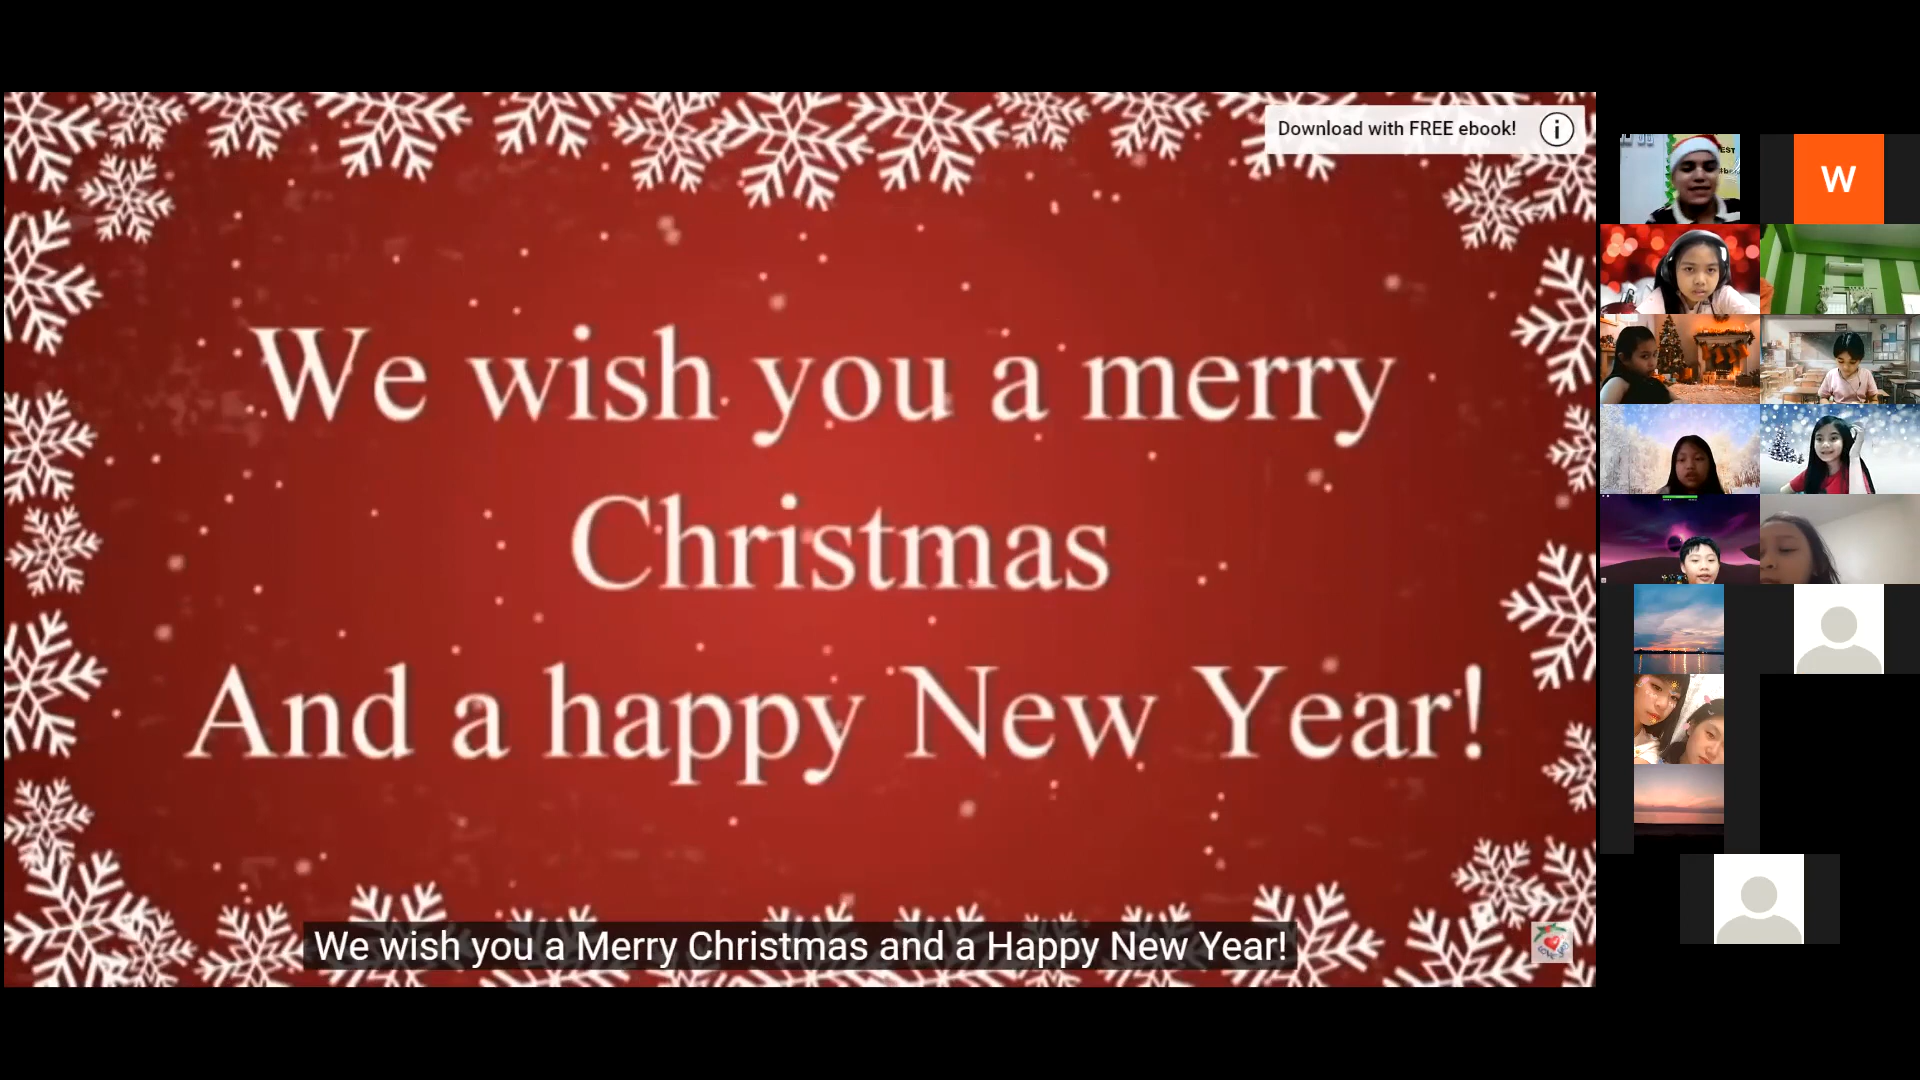 Download with FREE ebook!
We wish you a merry
Christmas
And a happy New Year!
We wish you a Merry Christmas and a Happy New Year!
W
EST